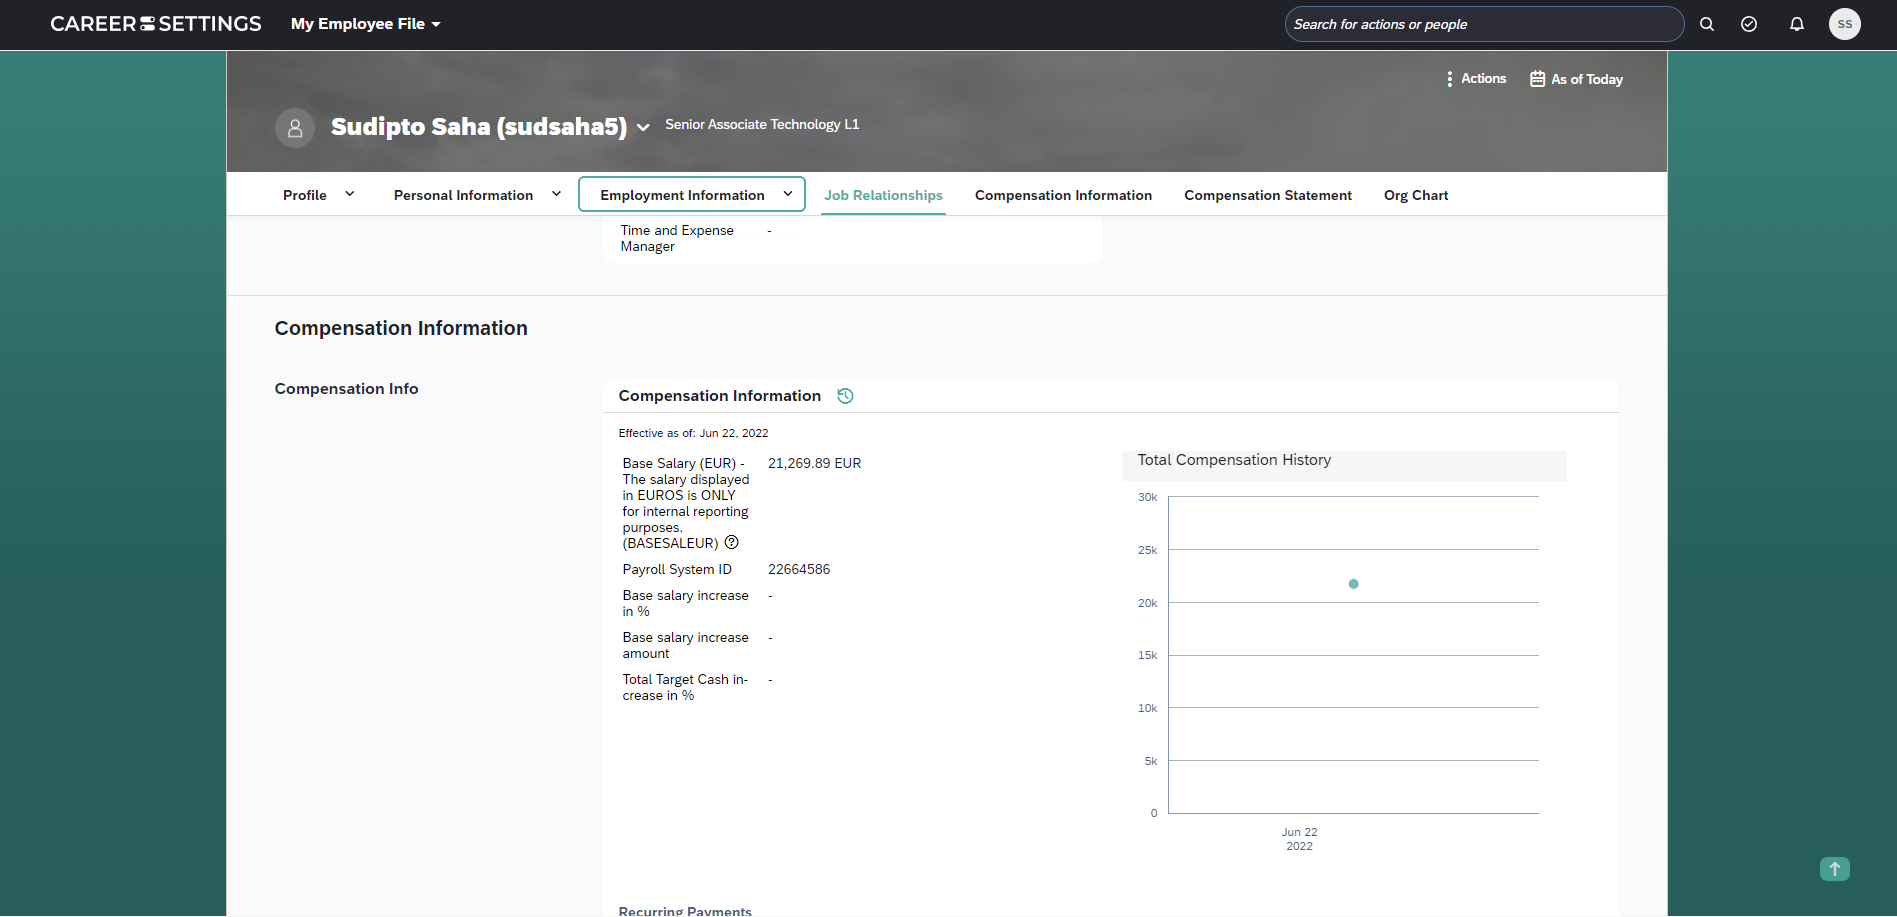 CAREER SETTINGS
My Employee File
Search for actions or people
SS
Actions
As of Today
Sudipto Saha (sudsaha5)
Senior Associate Technology L1
Profile
Personal Information
Employment Information
Job Relationships
Compensation Information
Compensation Statement
Org Chart
Time and Expense
Manager
-
Compensation Information
Compensation Info
Compensation Information
Effective as of: Jun 22, 2022
Base Salary (EUR) -
The salary displayed
in EUROS is ONLY
for internal reporting
purposes.
(BASESALEUR)
21,269.89 EUR
Payroll System ID
22664586
Base salary increase
in %
-
Base salary increase
amount
-
Total Target Cash in-
crease in %
-
Total Compensation History
30k
25k
20k
15k
10k
5k
0
Jun 22
2022
Recurring Payments